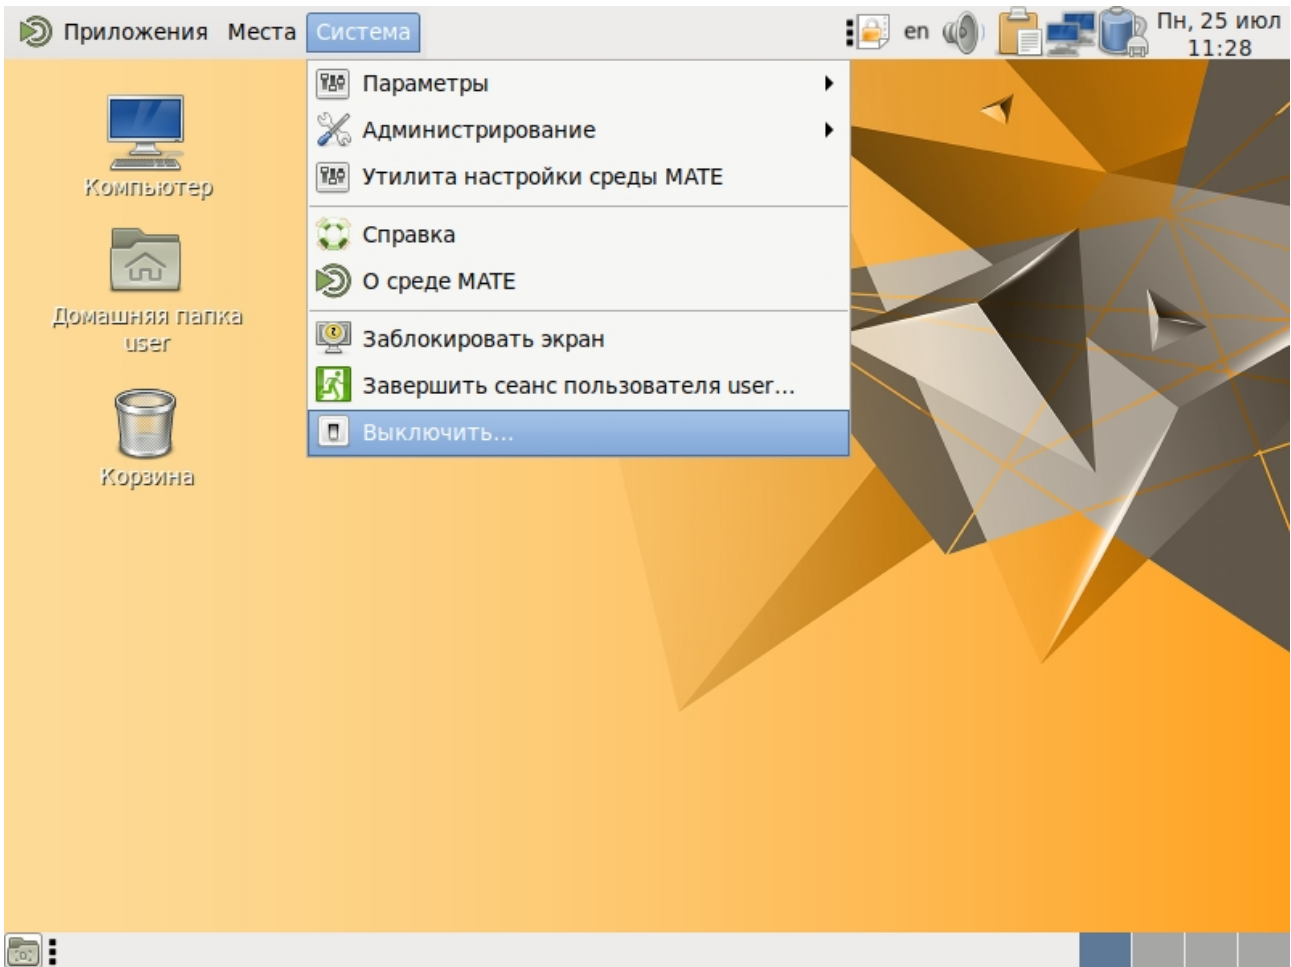 Приложения Места Система
en
Пн, 25 июл
11:28
Параметры
Администрирование
Утилита настройки среды MATE
Справка
О среде MATE
Заблокировать экран
Завершить сеанс пользователя user...
Выключить...
Компьютер
Домашняя папка
user
Корзина